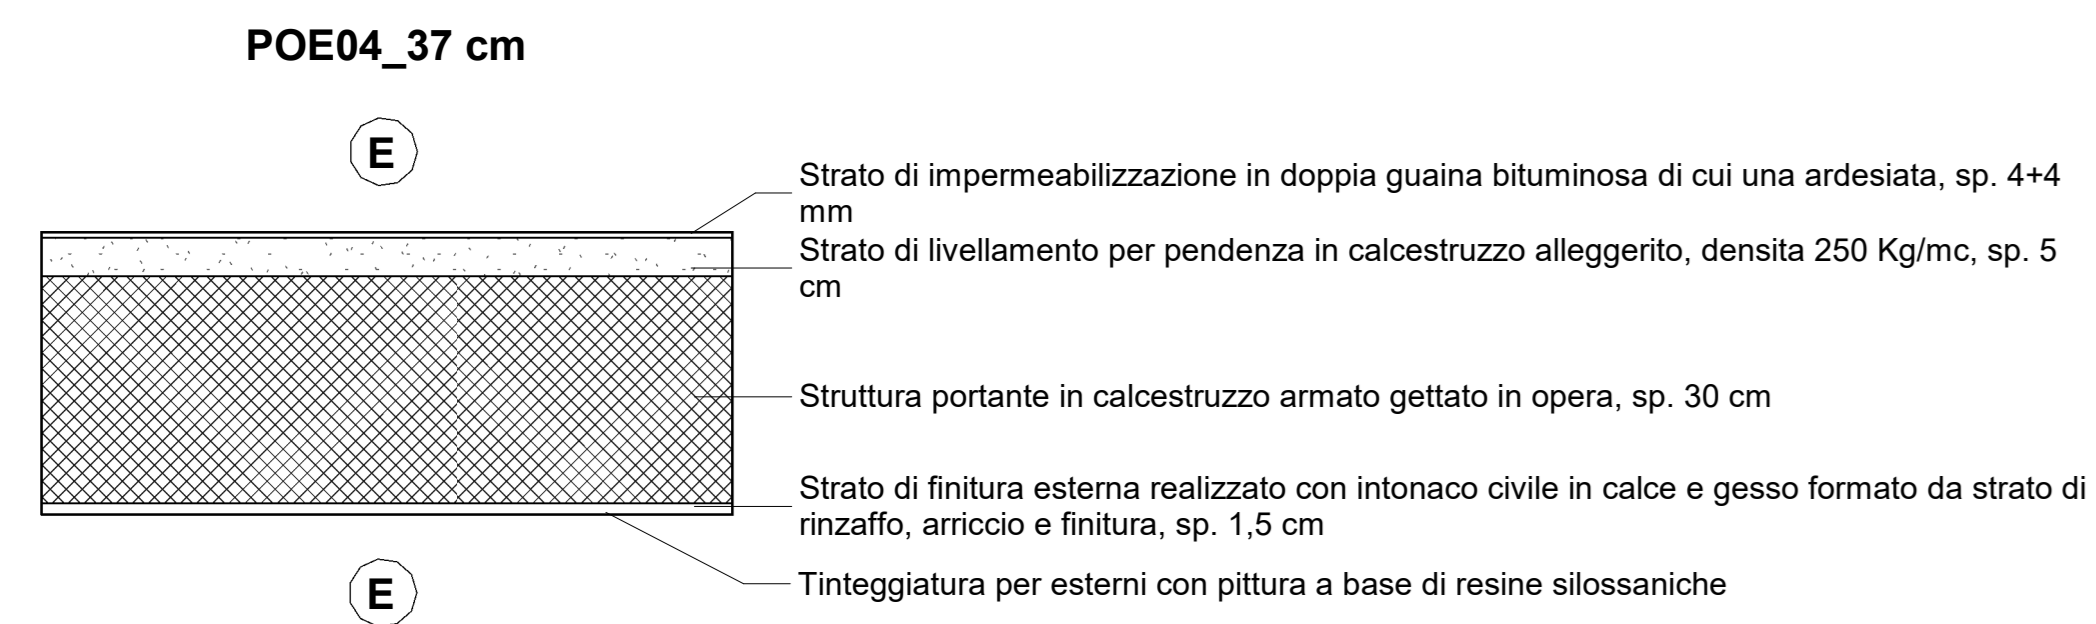 POE04_37 cm
E
Strato di impermeabilizzazione in doppia guaina bituminosa di cui una ardesiata, sp. 4+4
mm
Strato di livellamento per pendenza in calcestruzzo alleggerito, densita 250 Kg/mc, sp. 5
cm
Struttura portante in calcestruzzo armato gettato in opera, sp. 30 cm
Strato di finitura esterna realizzato con intonaco civile in calce e gesso formato da strato di
rinzaffo, arriccio e finitura, sp. 1,5 cm
Tinteggiatura per esterni con pittura a base di resine silossaniche
E